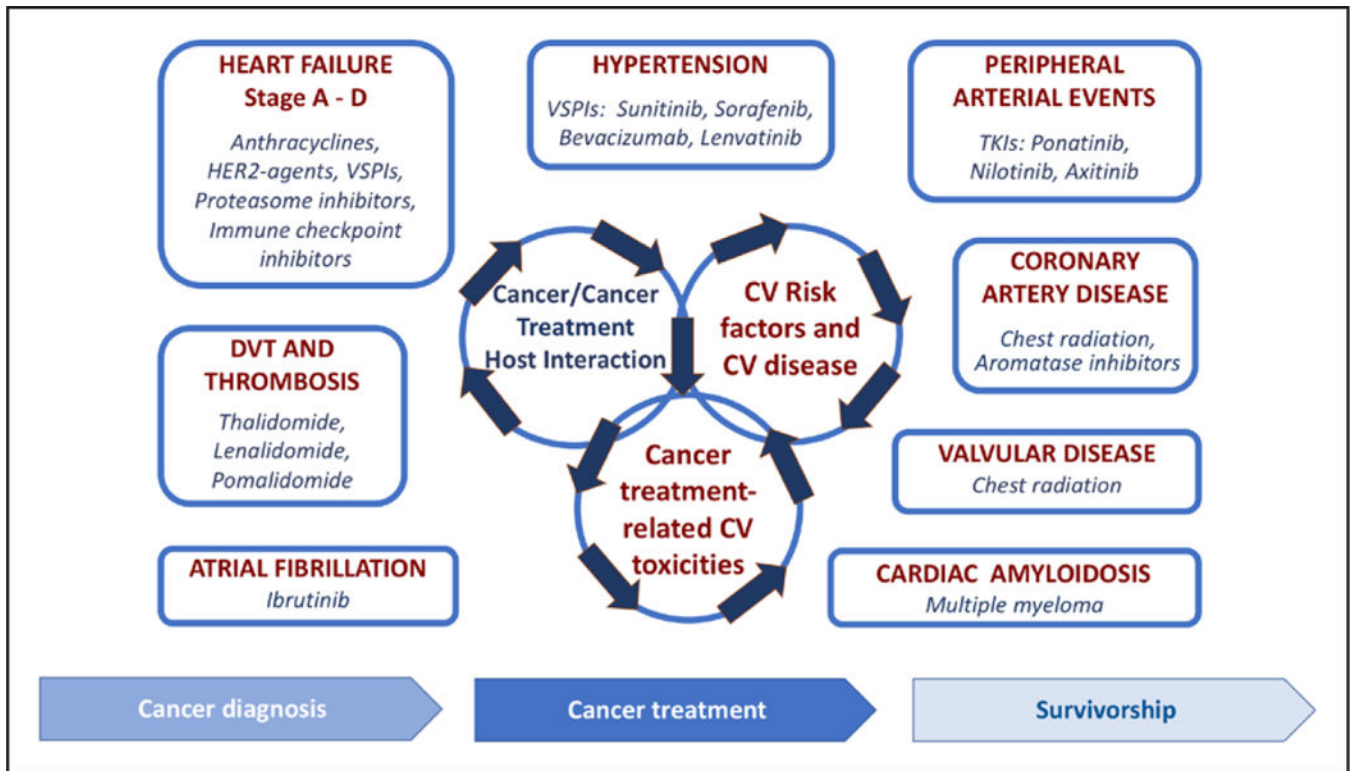 HEART FAILURE
Stage A - D
Anthracyclines,
HER2-agents, VSPIs,
Proteasome inhibitors,
Immune checkpoint
inhibitors
HYPERTENSION
VSPIs: Sunitinib, Sorafenib,
Bevacizumab, Lenvatinib
PERIPHERAL
ARTERIAL EVENTS
TKIs: Ponatinib,
Nilotinib, Axitinib
DVT AND
THROMBOSIS
Thalidomide,
Lenalidomide,
Pomalidomide
ATRIAL FIBRILLATION
Ibrutinib
Cancer/Cancer
Treatment
Host Interaction
CV Risk
factors and
CV disease
Cancer
treatment-
related CV
toxicities
CORONARY
ARTERY DISEASE
Chest radiation,
Aromatase inhibitors
VALVULAR DISEASE
Chest radiation
CARDIAC AMYLOIDOSIS
Multiple myeloma
Cancer diagnosis
Cancer treatment
Survivorship